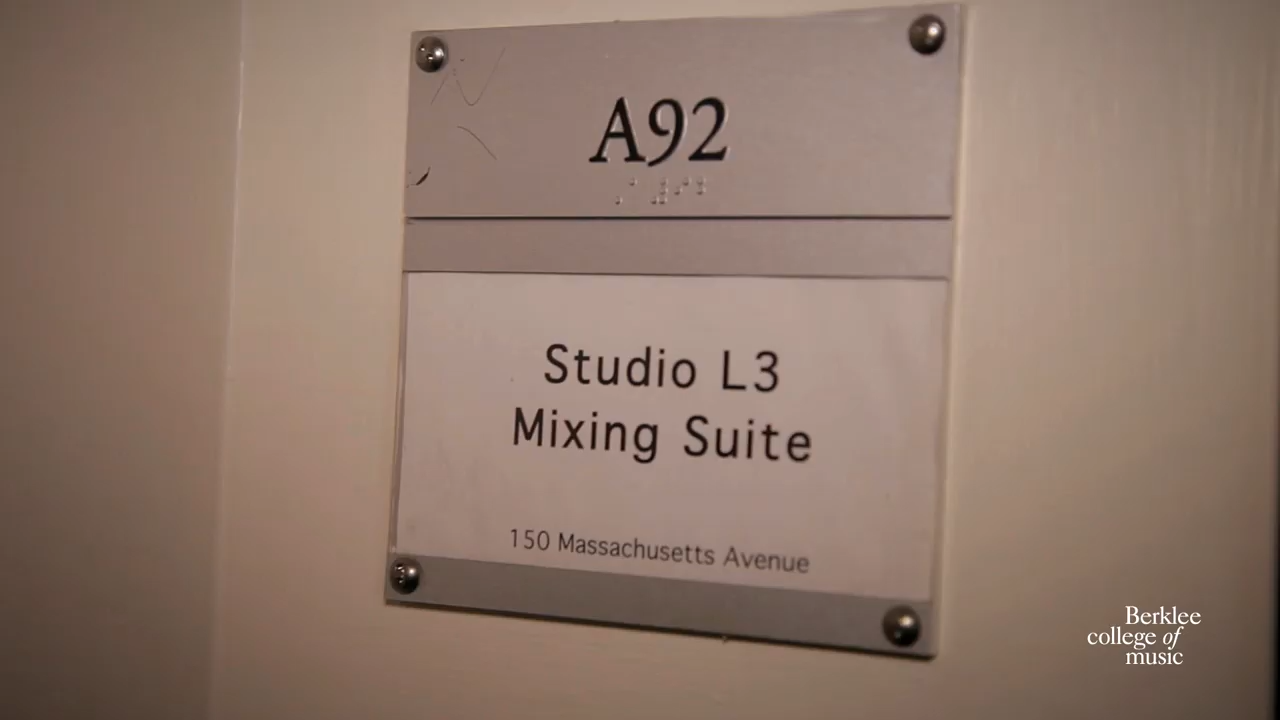 A92
Studio L3
Mixing Suite
150 Massachusetts Avenue
Berklee
college of
music